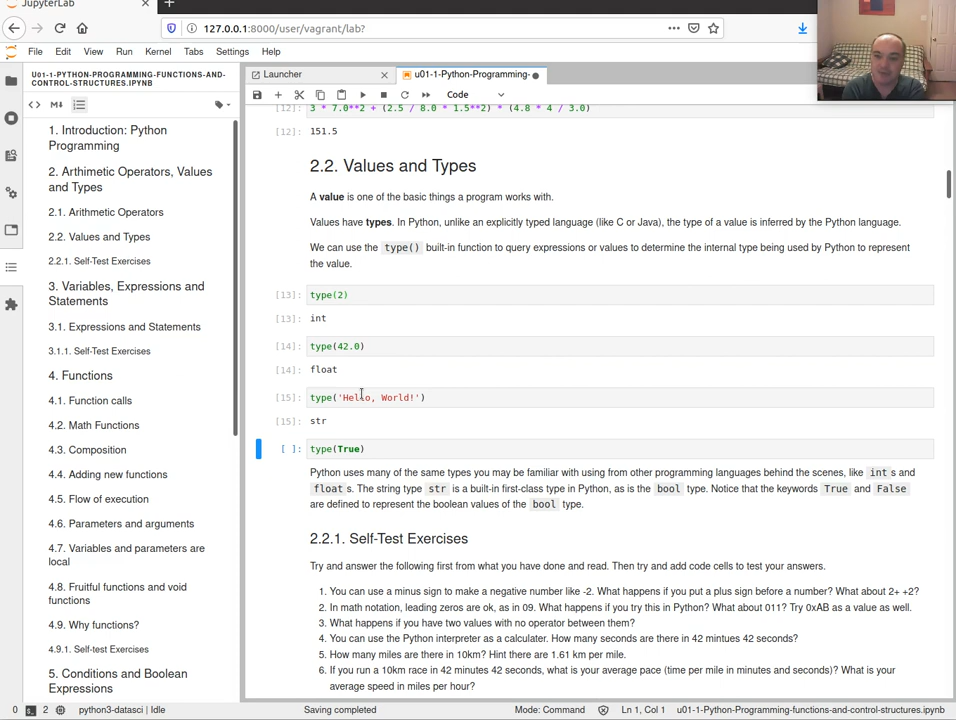 JupyterLab
127.0.0.1:8000/user/vagrant/lab?
File Edit View Run Kernel Tabs Settings Help
U01-1-PYTHON-PROGRAMMING-FUNCTIONS-AND-
CONTROL-STRUCTURES.IPYNB
Launcher
u01-1-Python-Programming-
Code
1. Introduction: Python
Programming
2. Arthimetic Operators, Values
and Types
2.1. Arithmetic Operators
2.2. Values and Types
2.2.1. Self-Test Exercises
3. Variables, Expressions and
Statements
3.1. Expressions and Statements
3.1.1. Self-Test Exercises
4. Functions
4.1. Function calls
4.2. Math Functions
4.3. Composition
4.4. Adding new functions
4.5. Flow of execution
4.6. Parameters and arguments
4.7. Variables and parameters are
local
4.8. Fruitful functions and void
functions
4.9. Why functions?
4.9.1. Self-test Exercises
5. Conditions and Boolean
Expressions
[12]: 3 * 7.0**2 + (2.5 / 8.0 * 1.5**2) * (4.8 * 4 / 3.0)
[12]: 151.5
2.2. Values and Types
A value is one of the basic things a program works with.
Values have types. In Python, unlike an explicitly typed language (like C or Java), the type of a value is inferred by the Python language.
We can use the type() built-in function to query expressions or values to determine the internal type being used by Python to represent
the value.
[13]: type(2)
[13]: int
[14]: type(42.0)
[14]: float
[15]: type('Hello, World!')
[15]: str
[ ]: type(True)
Python uses many of the same types you may be familiar with using from other programming languages behind the scenes, like int s and
float s. The string type str is a built-in first-class type in Python, as is the bool type. Notice that the keywords True and False
are defined to represent the boolean values of the bool type.
2.2.1. Self-Test Exercises
Try and answer the following first from what you have done and read. Then try and add code cells to test your answers.
1. You can use a minus sign to make a negative number like -2. What happens if you put a plus sign before a number? What about 2+ +2?
2. In math notation, leading zeros are ok, as in 09. What happens if you try this in Python? What about 011? Try 0xAB as a value as well.
3. What happens if you have two values with no operator between them?
4. You can use the Python interpreter as a calculater. How many seconds are there in 42 mintues 42 seconds?
5. How many miles are there in 10km? Hint there are 1.61 km per mile.
6. If you run a 10km race in 42 minutes 42 seconds, what is your average pace (time per mile in minutes and seconds)? What is your
average speed in miles per hour?
0 2 python3-datasci | Idle Saving completed Mode: Command Ln 1, Col 1 u01-1-Python-Programming-functions-and-control-structures.ipynb